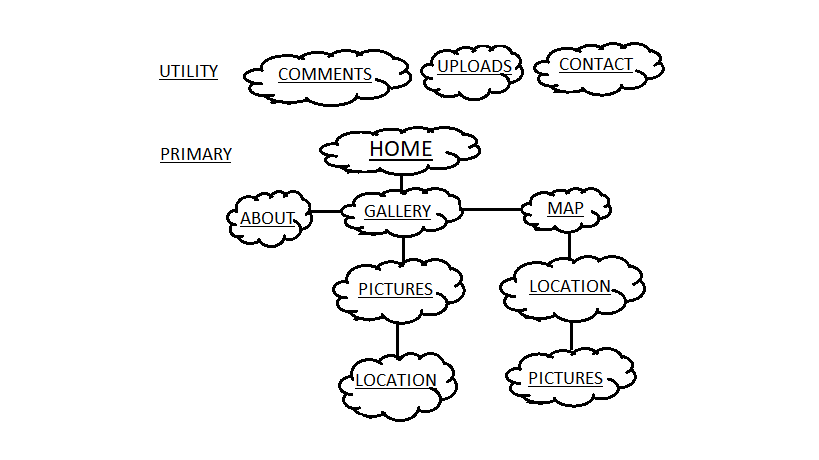 UTILITY
COMMENTS
UPLOADS
CONTACT
PRIMARY
HOME
ABOUT
GALLERY
MAP
PICTURES
LOCATION
LOCATION
PICTURES